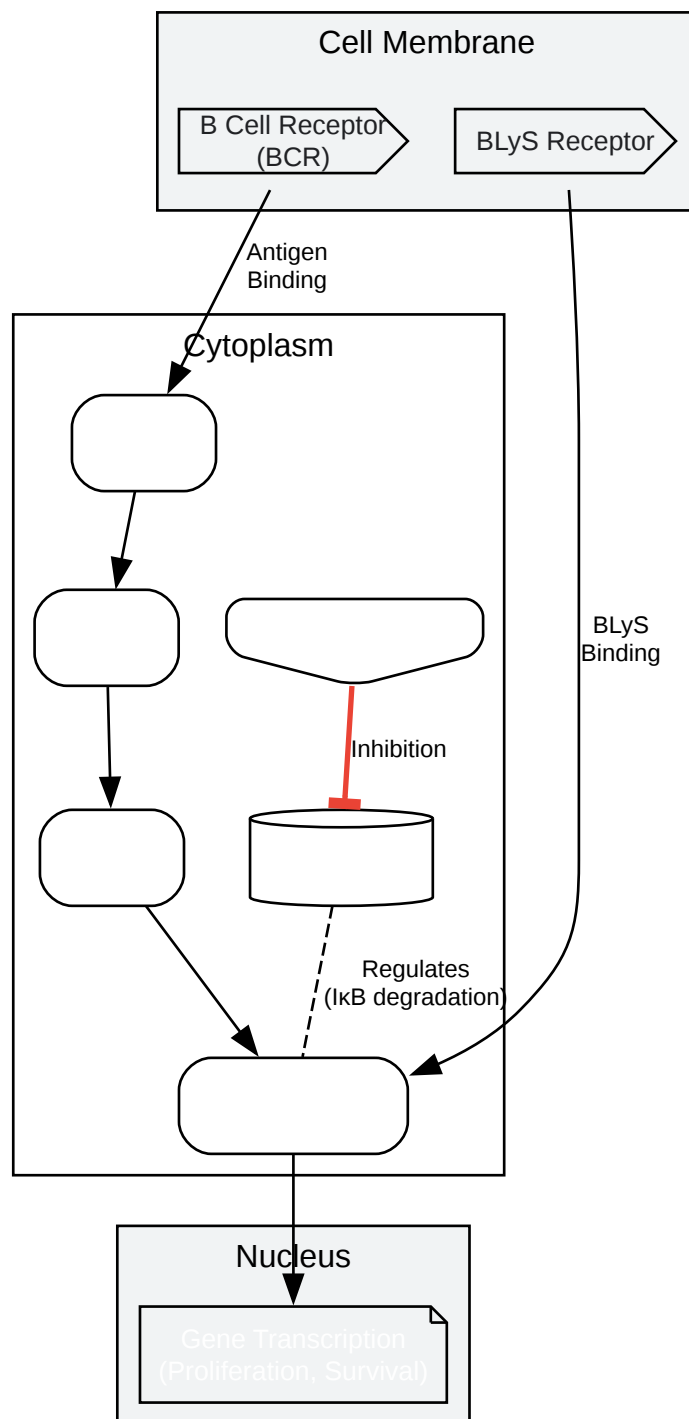 Cell Membrane
B Cell Receptor
(BCR)
BLyS Receptor
Antigen
Binding
Cytoplasm
BLyS
Binding
Inhibition
Regulates
(IκB degradation)
Nucleus
Gene Transcription
(Proliferation, Survival)